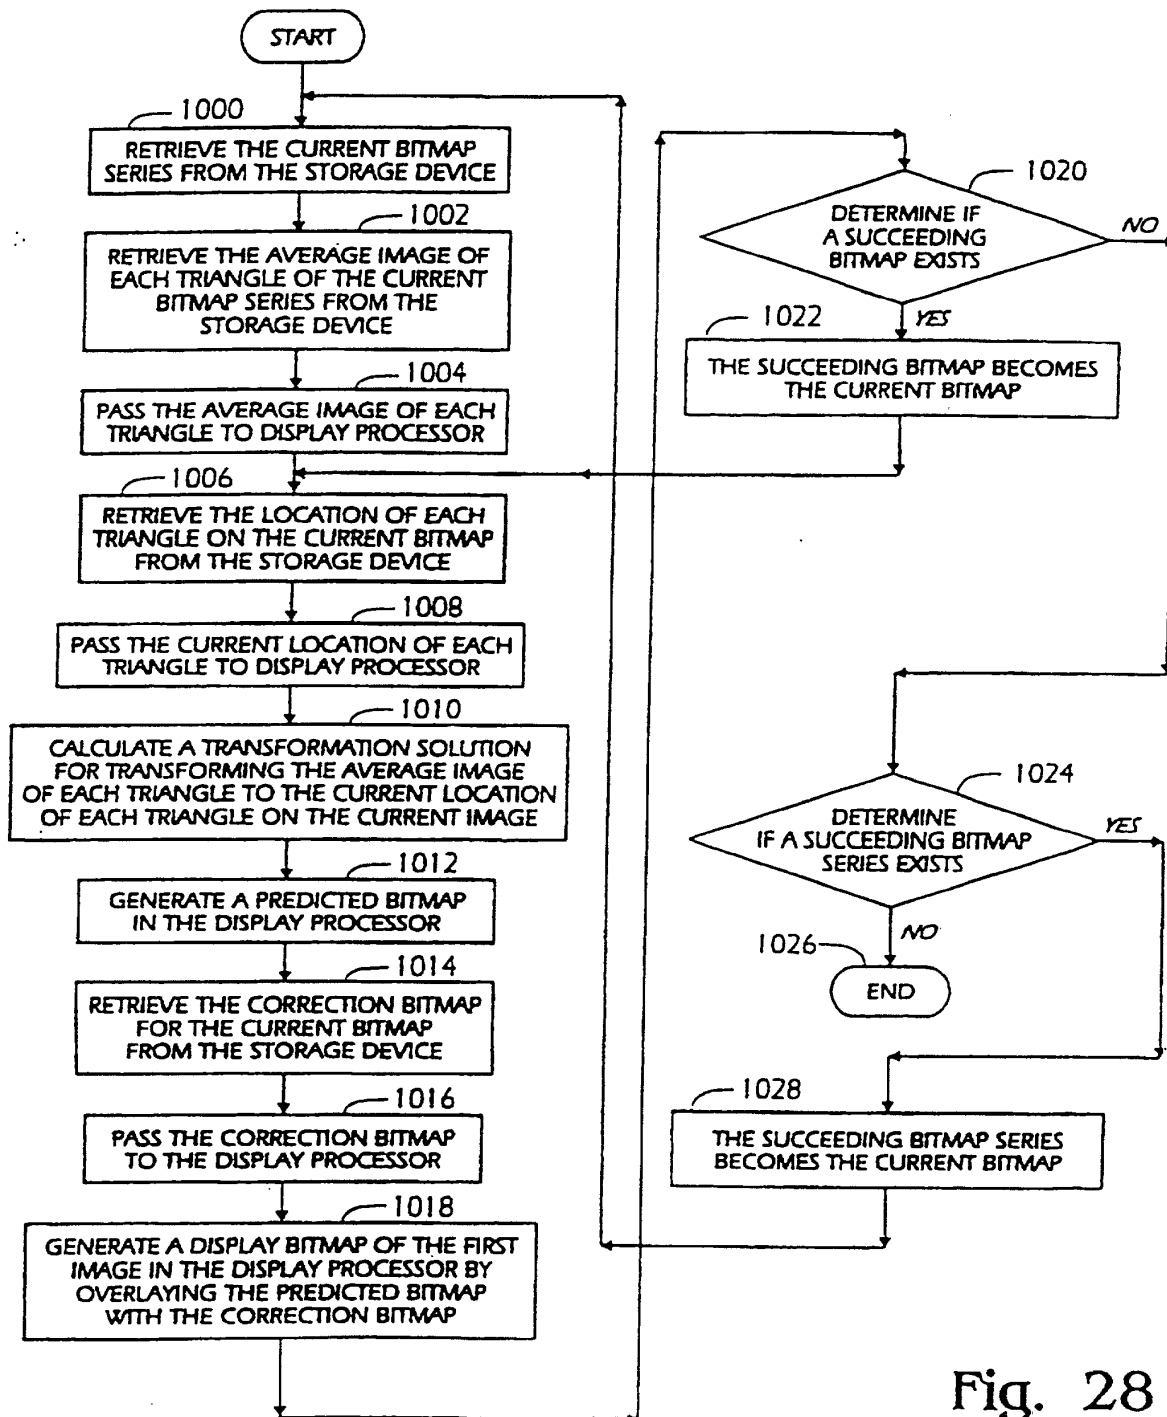 START
1000
RETRIEVE THE CURRENT BITMAP
SERIES FROM THE STORAGE DEVICE
1002
RETRIEVE THE AVERAGE IMAGE OF
EACH TRIANGLE OF THE CURRENT
BITMAP SERIES FROM THE
STORAGE DEVICE
1004
PASS THE AVERAGE IMAGE OF EACH
TRIANGLE TO DISPLAY PROCESSOR
1006
RETRIEVE THE LOCATION OF EACH
TRIANGLE ON THE CURRENT BITMAP
FROM THE STORAGE DEVICE
1008
PASS THE CURRENT LOCATION OF EACH
TRIANGLE TO DISPLAY PROCESSOR
1010
CALCULATE A TRANSFORMATION SOLUTION
FOR TRANSFORMING THE AVERAGE IMAGE
OF EACH TRIANGLE TO THE CURRENT LOCATION
OF EACH TRIANGLE ON THE CURRENT IMAGE
1012
GENERATE A PREDICTED BITMAP
IN THE DISPLAY PROCESSOR
1014
RETRIEVE THE CORRECTION BITMAP
FOR THE CURRENT BITMAP
FROM THE STORAGE DEVICE
1016
PASS THE CORRECTION BITMAP
TO THE DISPLAY PROCESSOR
1018
GENERATE A DISPLAY BITMAP OF THE FIRST
IMAGE IN THE DISPLAY PROCESSOR BY
OVERLAYING THE PREDICTED BITMAP
WITH THE CORRECTION BITMAP
1020
DETERMINE IF
A SUCCEEDING
BITMAP EXISTS
NO
YES
1022
THE SUCCEEDING BITMAP BECOMES
THE CURRENT BITMAP
1024
DETERMINE
IF A SUCCEEDING BITMAP
SERIES EXISTS
YES
NO
1026
END
1028
THE SUCCEEDING BITMAP SERIES
BECOMES THE CURRENT BITMAP
Fig. 28